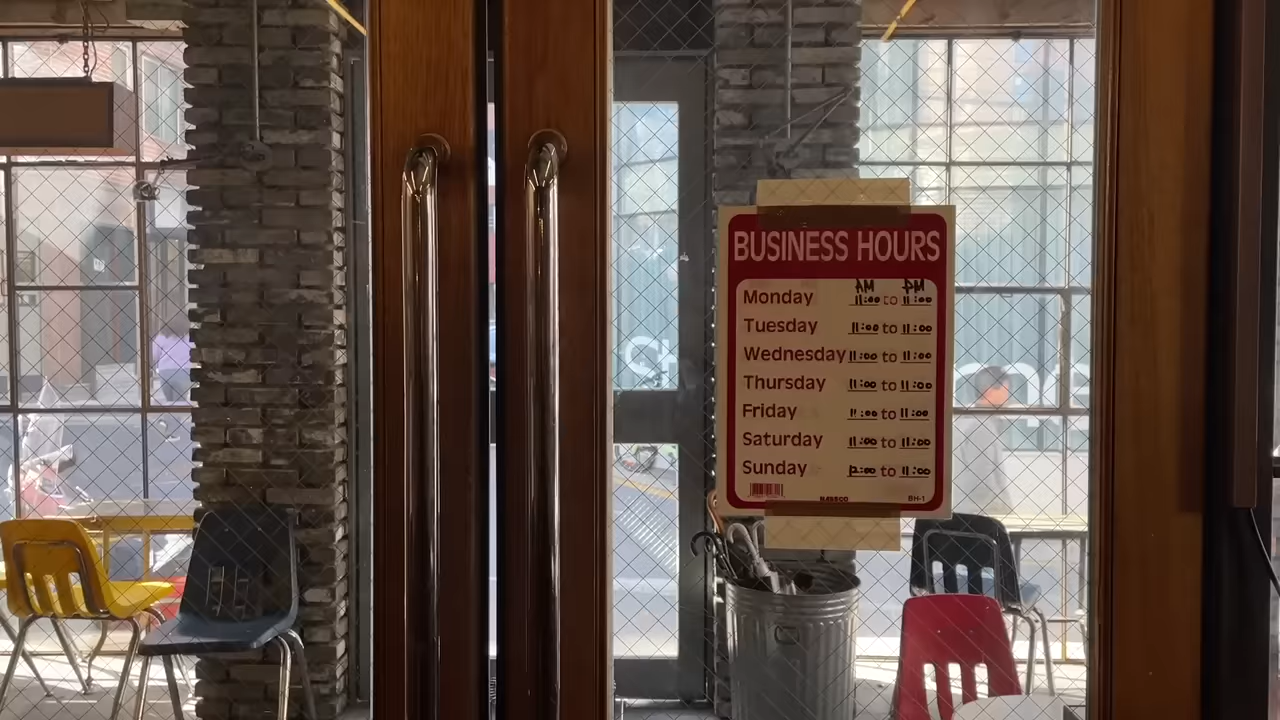 BUSINESS HOURS
AM PM
Monday 11:00 to 11:00
Tuesday 11:00 to 11:00
Wednesday 11:00 to 11:00
Thursday 11:00 to 11:00
Friday 11:00 to 11:00
Saturday 11:00 to 11:00
Sunday 12:00 to 11:00
BH-1